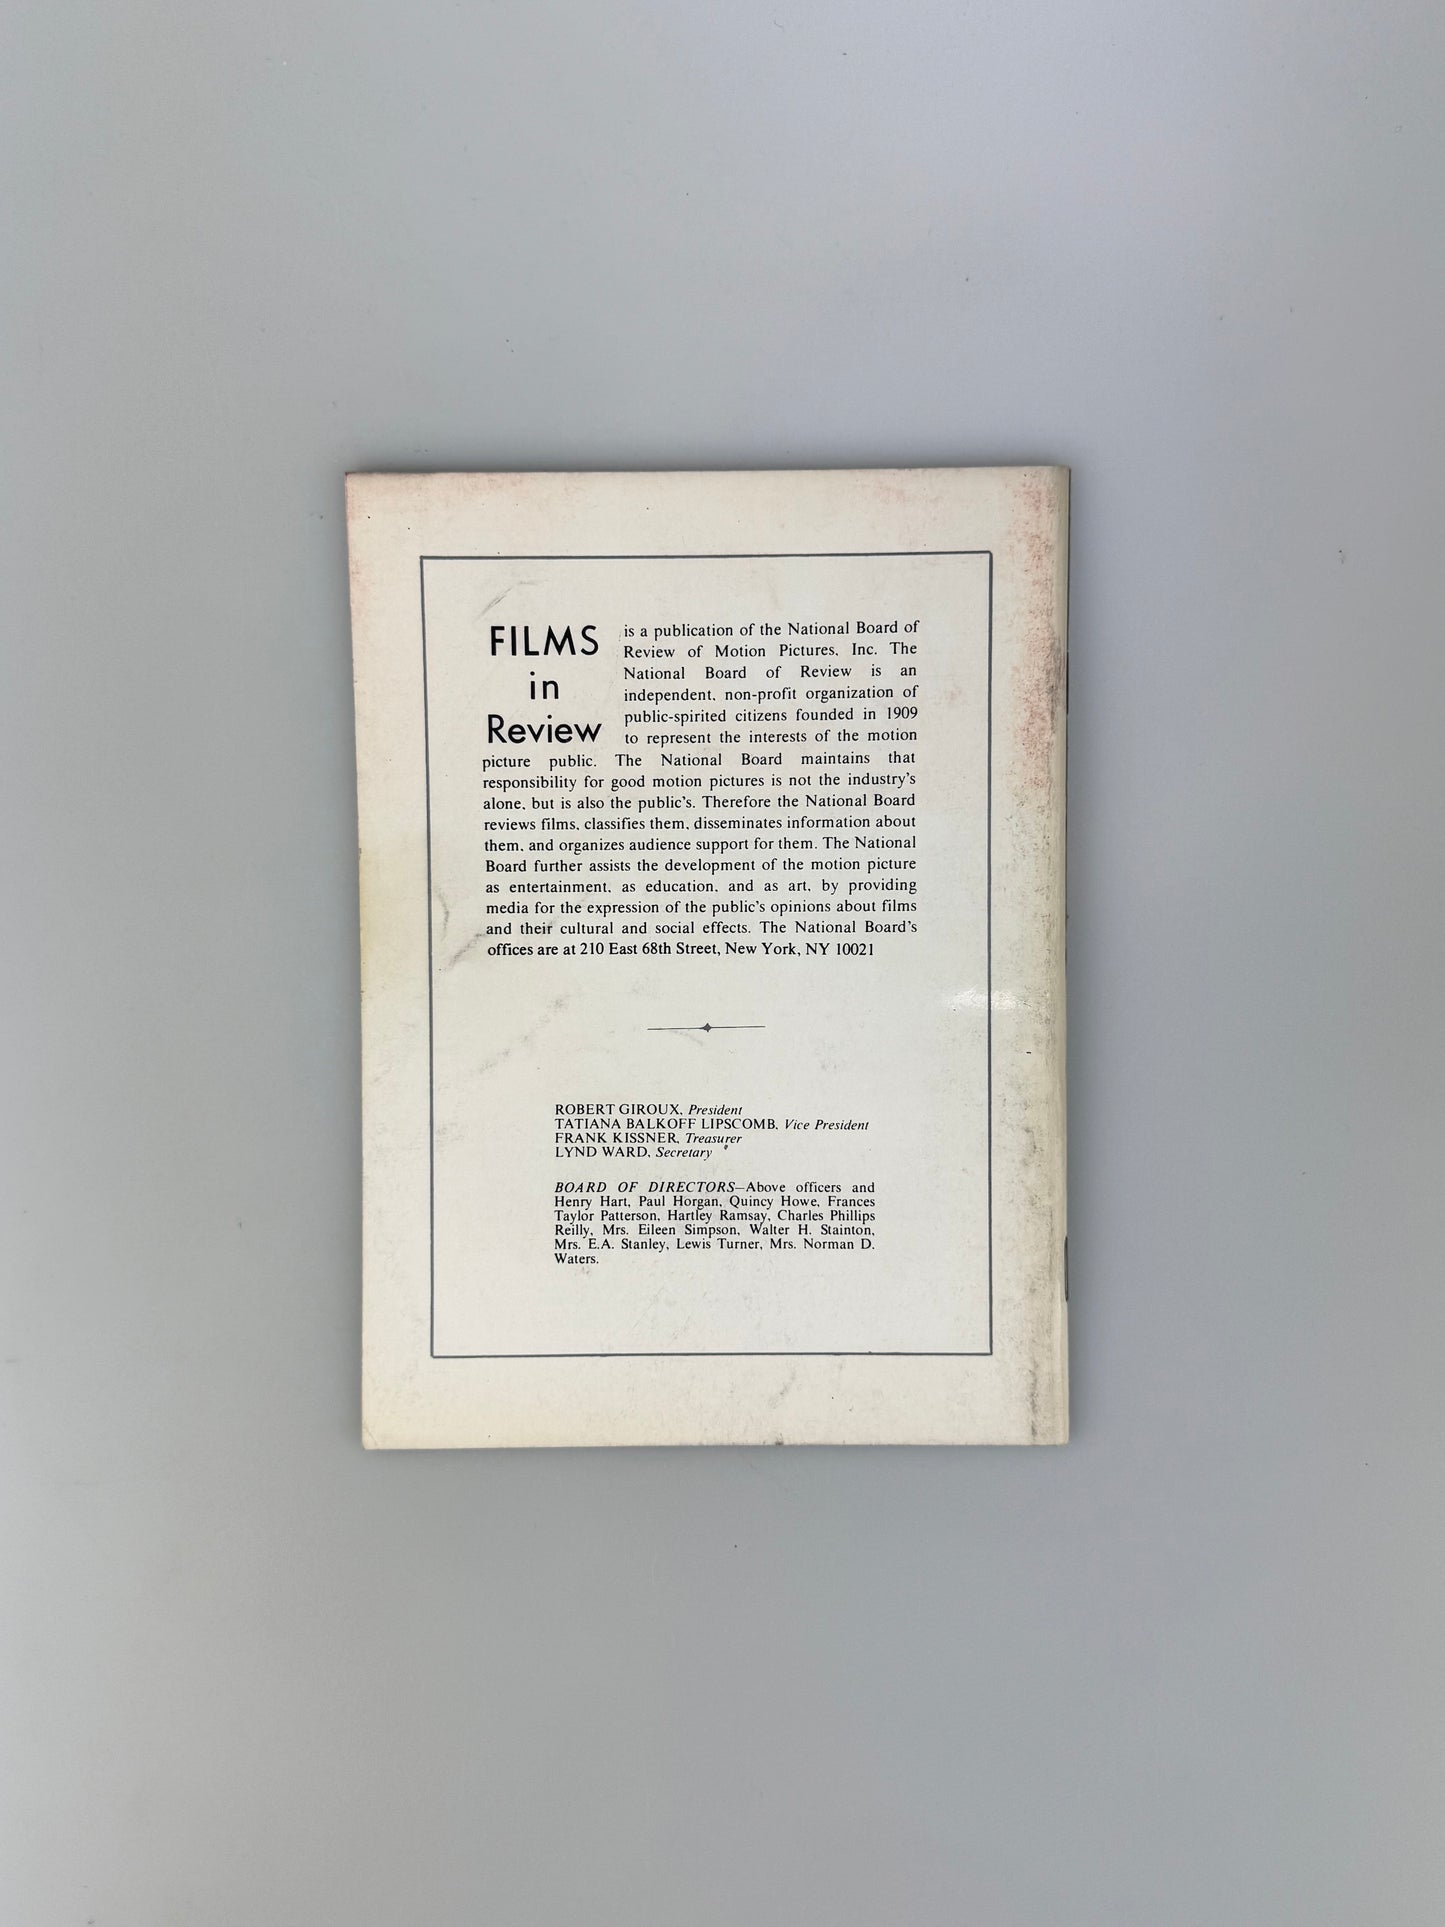 FILMS
in
Review
is a publication of the National Board of
Review of Motion Pictures, Inc. The
National Board of Review is an
independent, non-profit organization of
public-spirited citizens founded in 1909
to represent the interests of the motion
picture public. The National Board maintains that
responsibility for good motion pictures is not the industry's
alone, but is also the public's. Therefore the National Board
reviews films, classifies them, disseminates information about
them, and organizes audience support for them. The National
Board further assists the development of the motion picture
as entertainment, as education, and as art, by providing
media for the expression of the public's opinions about films
and their cultural and social effects. The National Board's
offices are at 210 East 68th Street, New York, NY 10021
ROBERT GIROUX, President
TATIANA BALKOFF LIPSCOMB, Vice President
FRANK KISSNER, Treasurer
LYND WARD, Secretary
BOARD OF DIRECTORS—Above officers and
Henry Hart, Paul Horgan, Quincy Howe, Frances
Taylor Patterson, Hartley Ramsay, Charles Phillips
Reilly, Mrs. Eileen Simpson, Walter H. Stainton,
Mrs. E.A. Stanley, Lewis Turner, Mrs. Norman D.
Waters.